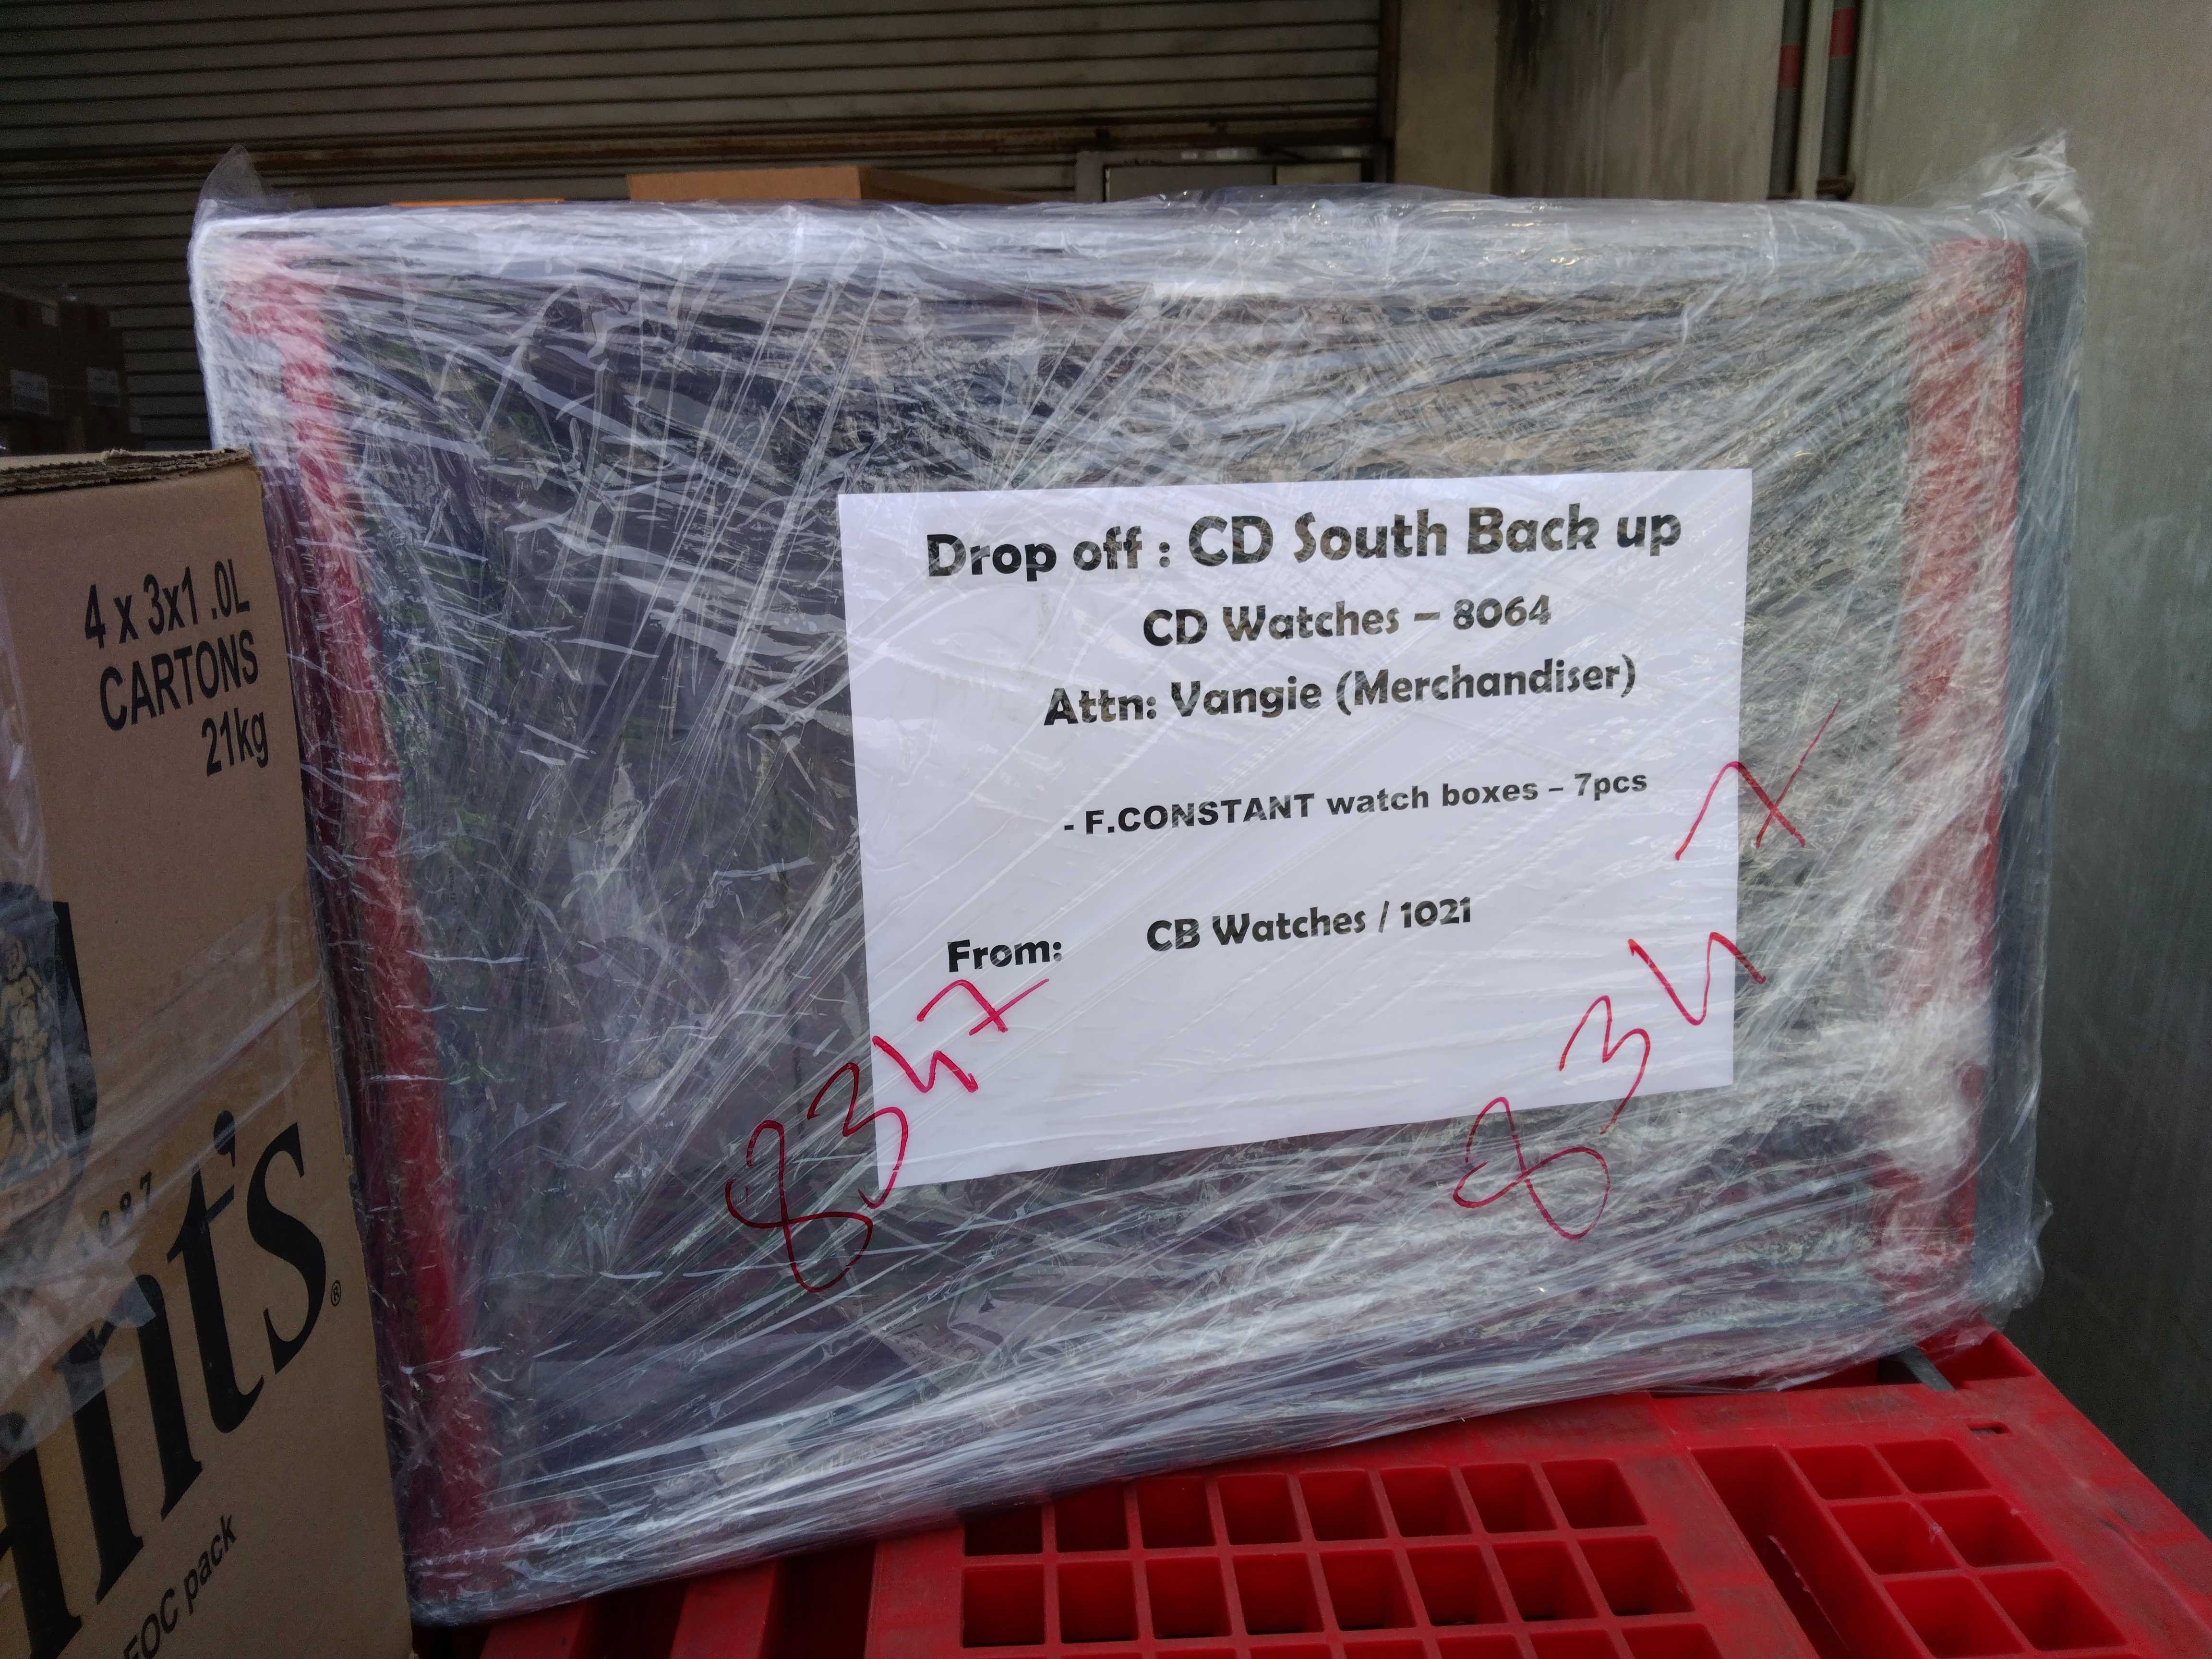 Drop off : CD South Back up
CD Watches – 8064
Attn: Vangie (Merchandiser)
- F.CONSTANT watch boxes – 7pcs
From: CB Watches / 1021
8347
8347
4 x 3x1 .0L
CARTONS
21kg
FOC pack